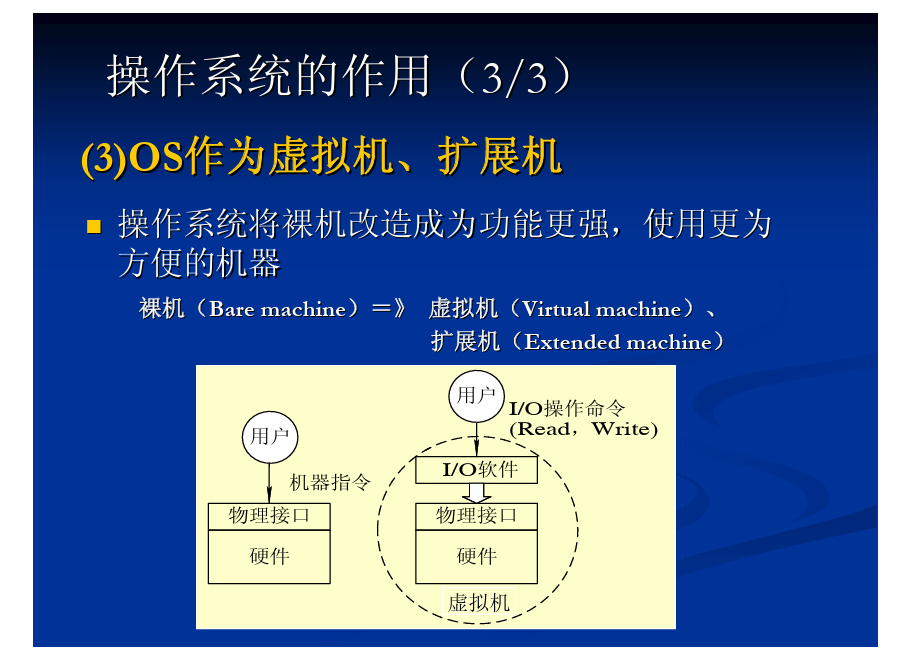 操作系统的作用（3/3）
(3)OS作为虚拟机、扩展机
操作系统将裸机改造成为功能更强，使用更为
方便的机器
裸机（Bare machine）＝》 虚拟机（Virtual machine）、
扩展机（Extended machine）
用户
机器指令
物理接口
硬件
用户
I/O操作命令
(Read，Write)
I/O软件
物理接口
硬件
虚拟机